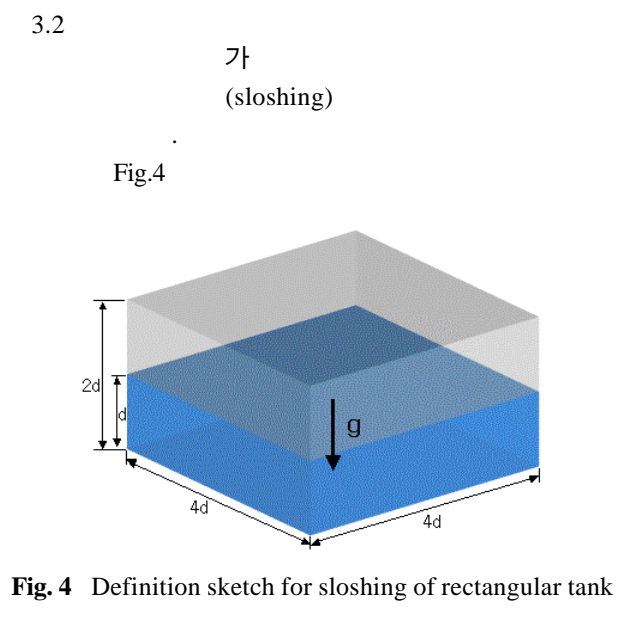 3.2
가
(sloshing)
.
Fig.4
2d
d
g
4d
4d
Fig. 4 Definition sketch for sloshing of rectangular tank